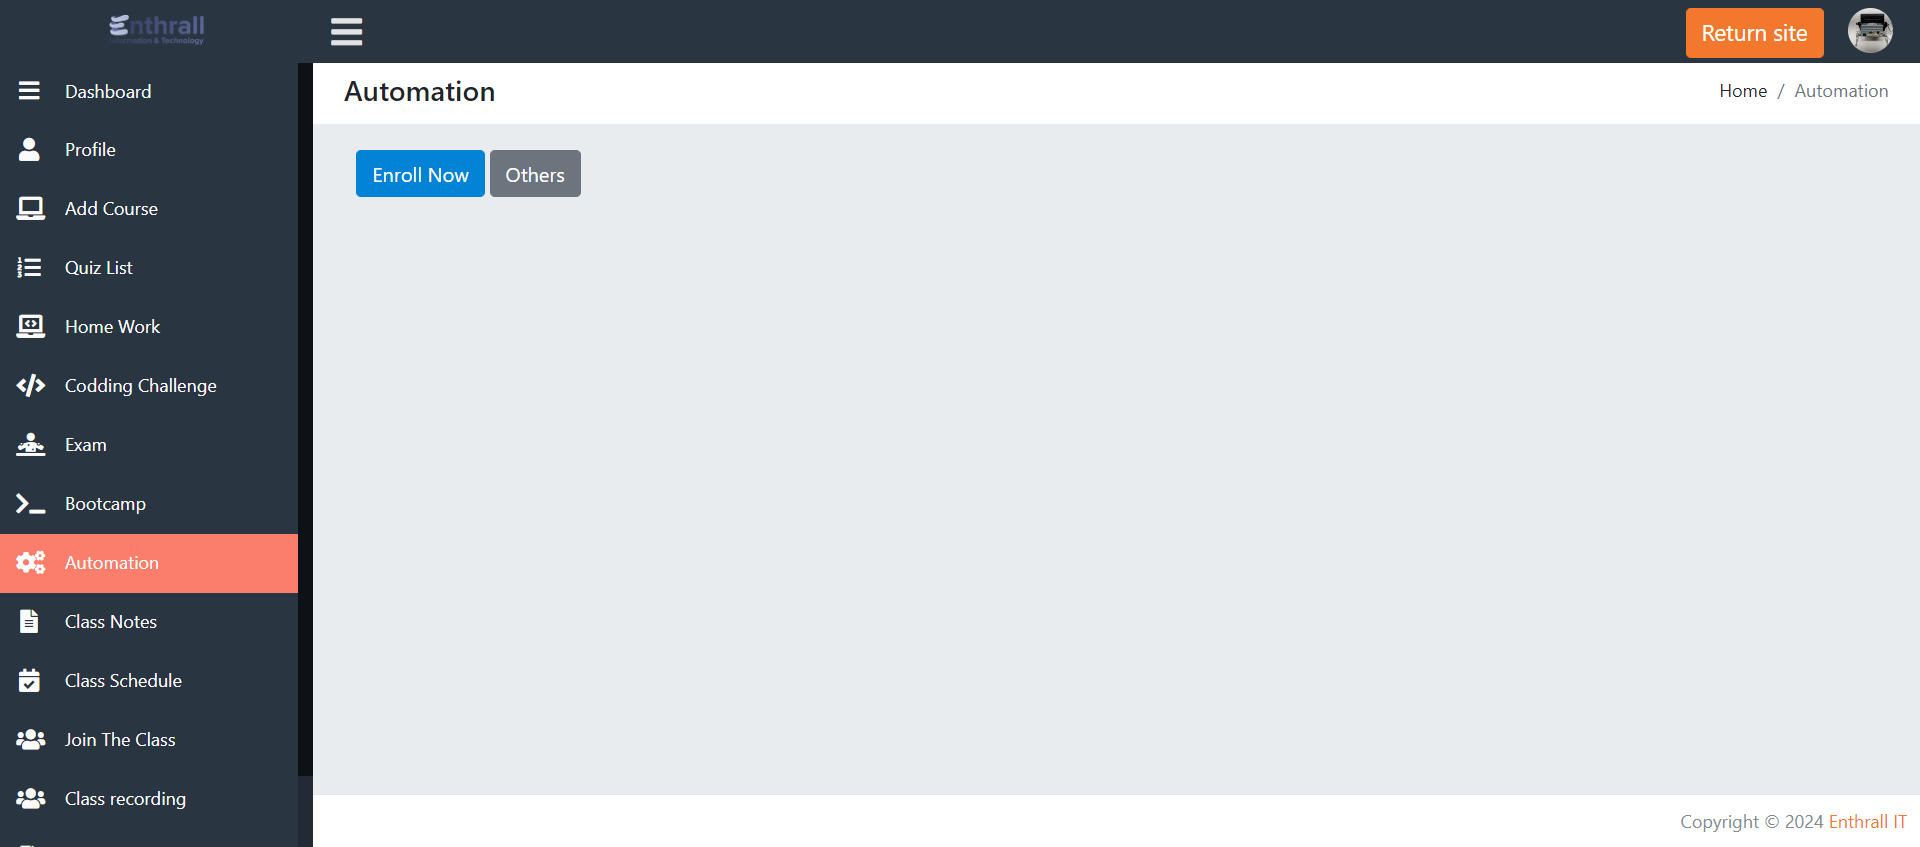 Enthrall
Information & Technology
Return site
Dashboard
Profile
Add Course
Quiz List
Home Work
Codding Challenge
Exam
Bootcamp
Automation
Class Notes
Class Schedule
Join The Class
Class recording
Automation
Home / Automation
Enroll Now
Others
Copyright © 2024 Enthrall IT